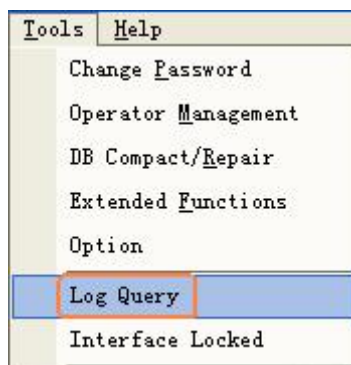 Tools Help
Change Password
Operator Management
DB Compact/Repair
Extended Functions
Option
Log Query
Interface Locked